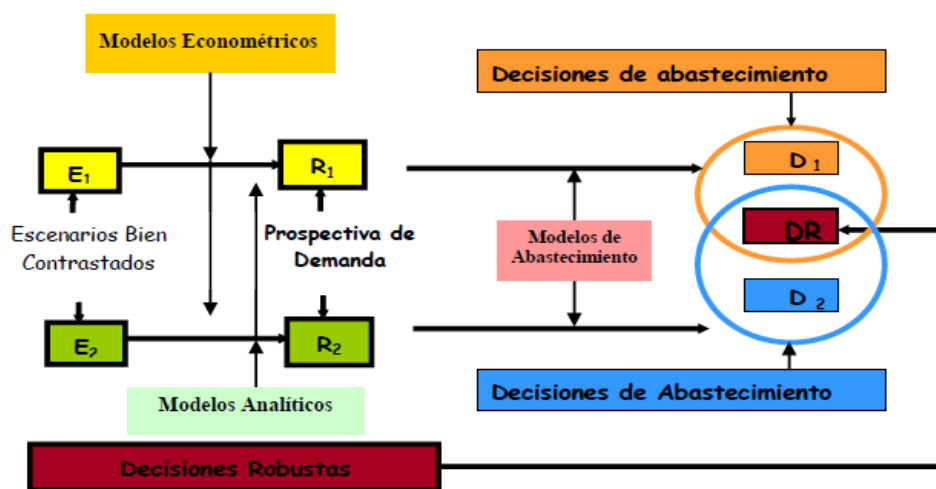 Modelos Econométricos
Decisiones de abastecimiento
E1
R1
D 1
Escenarios Bien
Contrastados
Prospectiva de
Demanda
Modelos de
Abastecimiento
DR
E2
R2
D 2
Modelos Analíticos
Decisiones de Abastecimiento
Decisiones Robustas